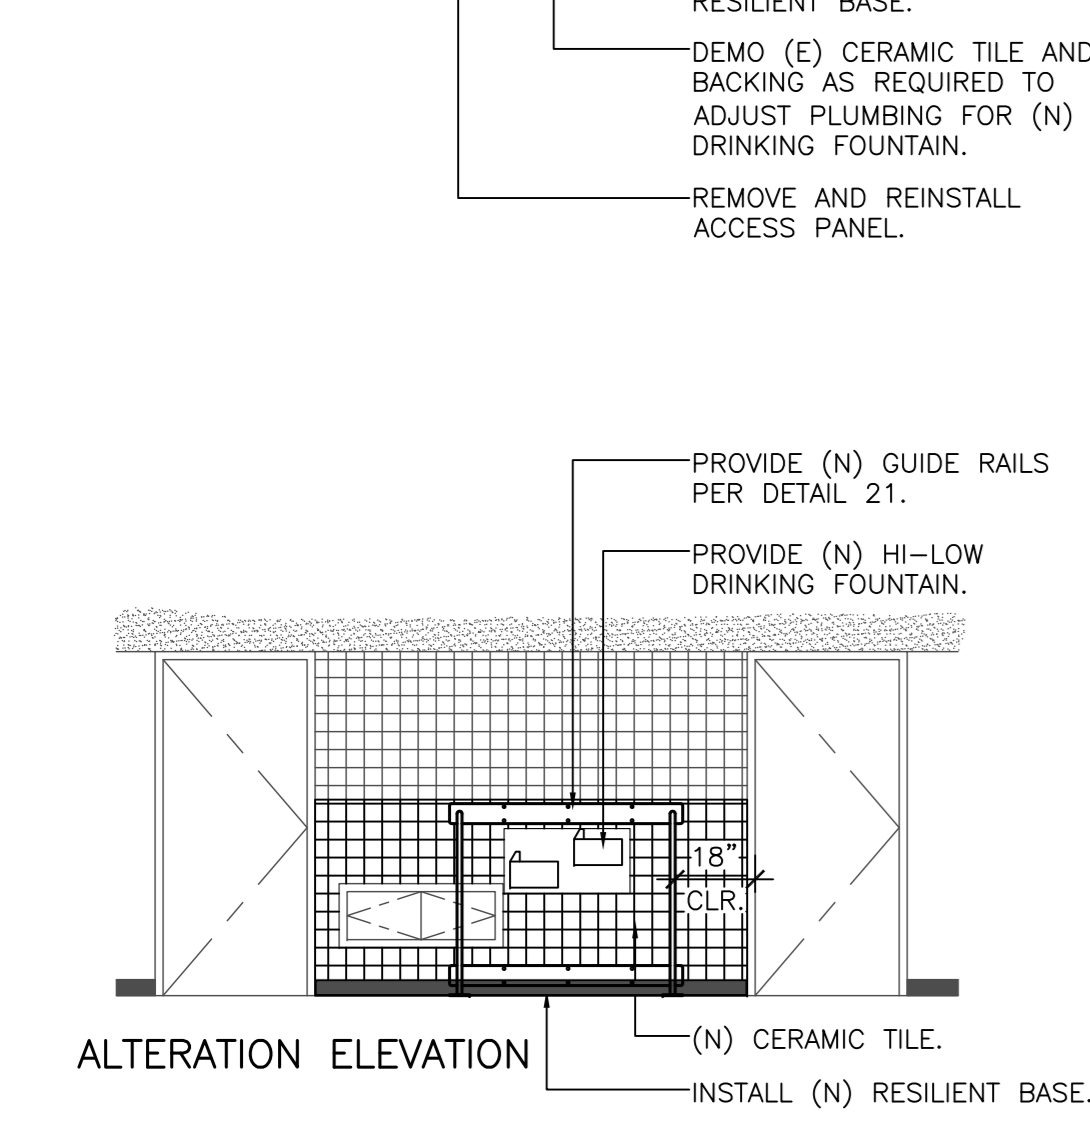 RESILIENT BASE.
DEMO (E) CERAMIC TILE AND
BACKING AS REQUIRED TO
ADJUST PLUMBING FOR (N)
DRINKING FOUNTAIN.
REMOVE AND REINSTALL
ACCESS PANEL.
PROVIDE (N) GUIDE RAILS
PER DETAIL 21.
PROVIDE (N) HI-LOW
DRINKING FOUNTAIN.
18"
CLR.
(N) CERAMIC TILE.
ALTERATION ELEVATION
INSTALL (N) RESILIENT BASE.